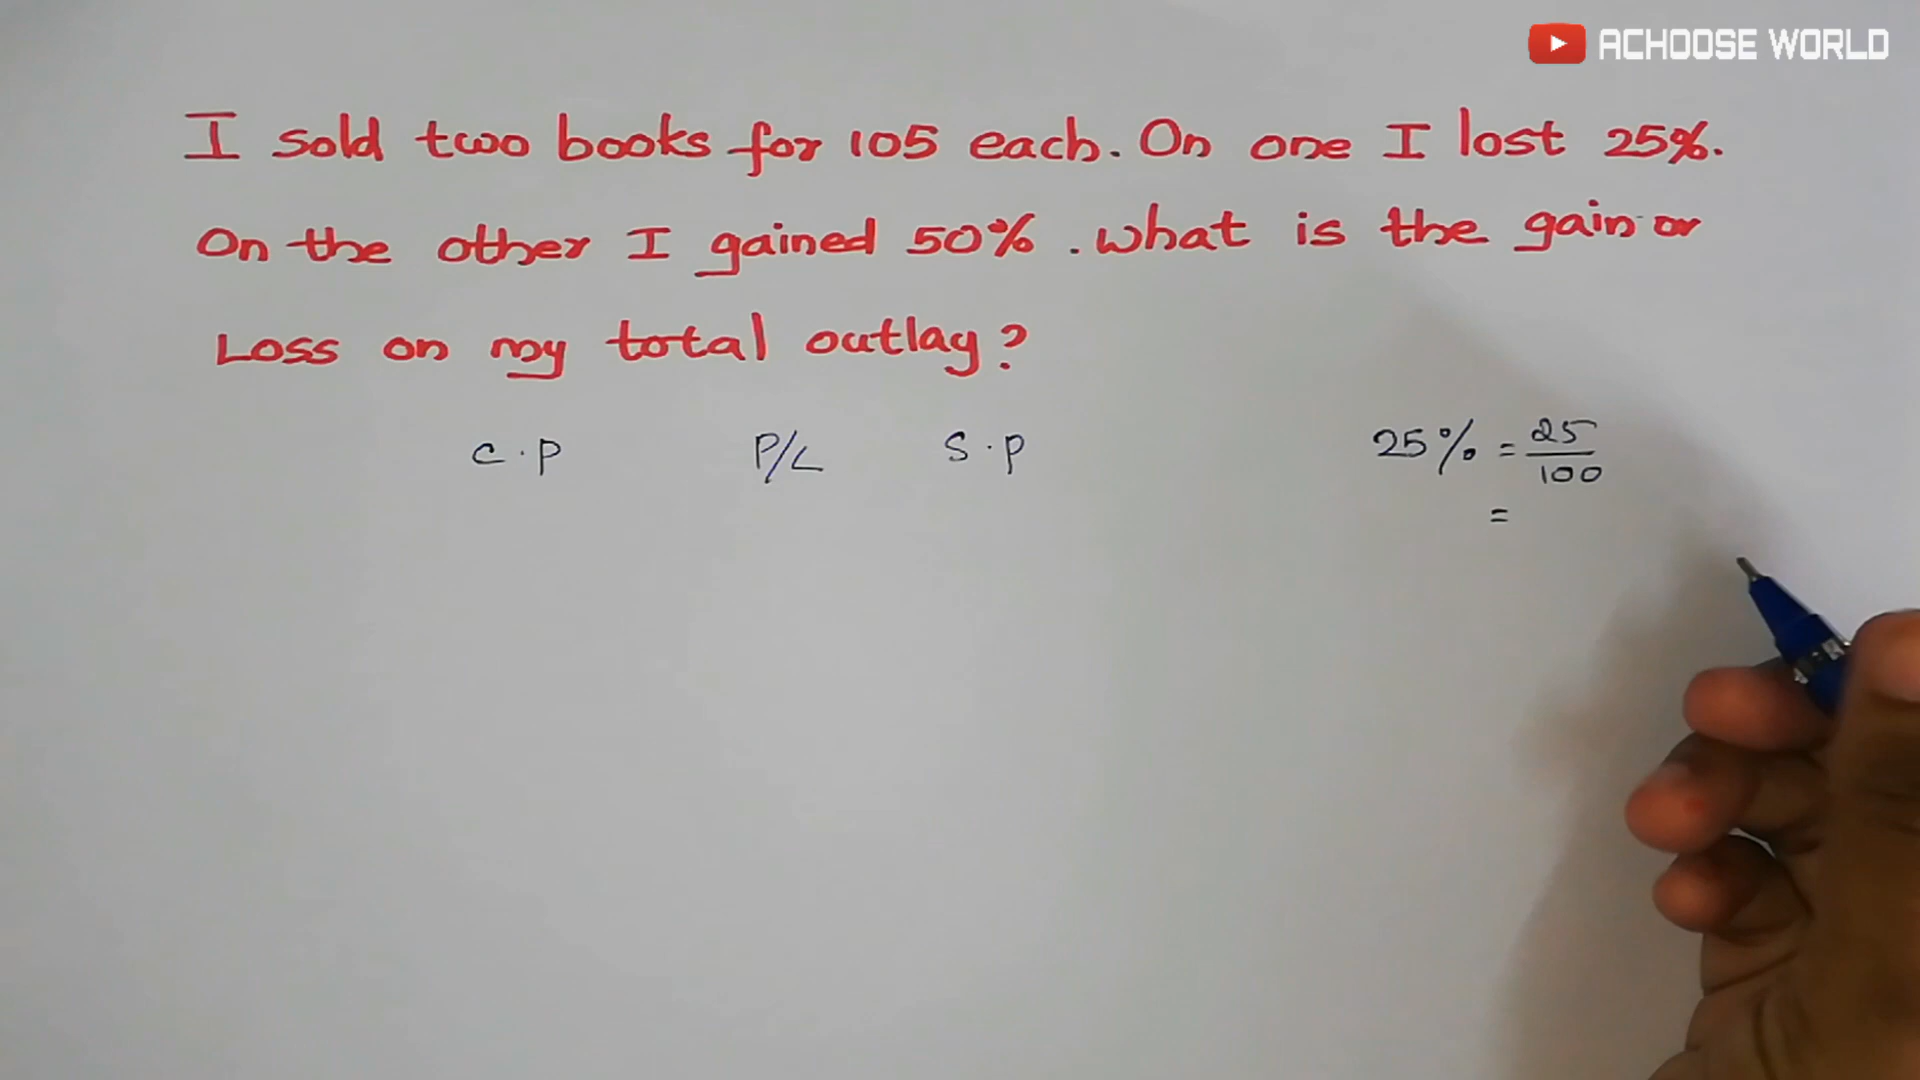 ACHOOSE WORLD
I sold two books for 105 each. On one I lost 25%.
On the other I gained 50%. What is the gain or
Loss on my total outlay?
C.P P/L S.P 25% = 25/100
=